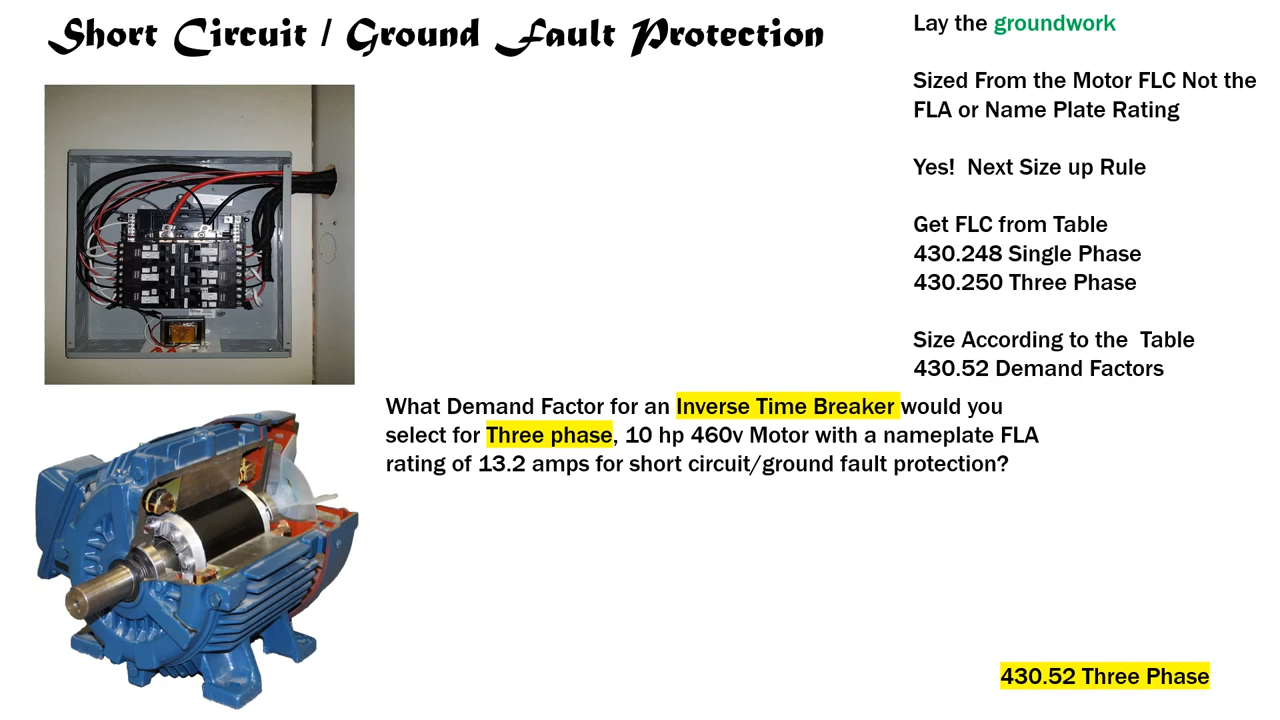 Short Circuit / Ground Fault Protection
Lay the groundwork
Sized From the Motor FLC Not the
FLA or Name Plate Rating
Yes! Next Size up Rule
Get FLC from Table
430.248 Single Phase
430.250 Three Phase
Size According to the Table
430.52 Demand Factors
What Demand Factor for an Inverse Time Breaker would you
select for Three phase, 10 hp 460v Motor with a nameplate FLA
rating of 13.2 amps for short circuit/ground fault protection?
430.52 Three Phase